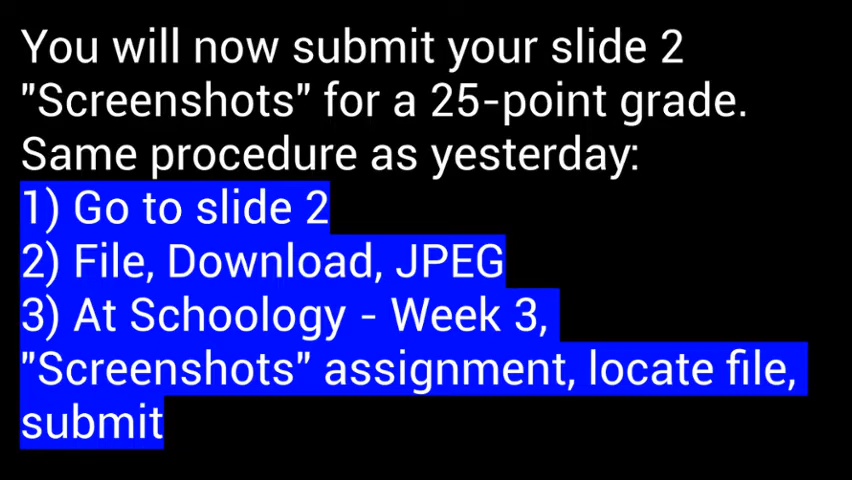 You will now submit your slide 2
"Screenshots" for a 25-point grade.
Same procedure as yesterday:
1) Go to slide 2
2) File, Download, JPEG
3) At Schoology - Week 3,
"Screenshots" assignment, locate file,
submit